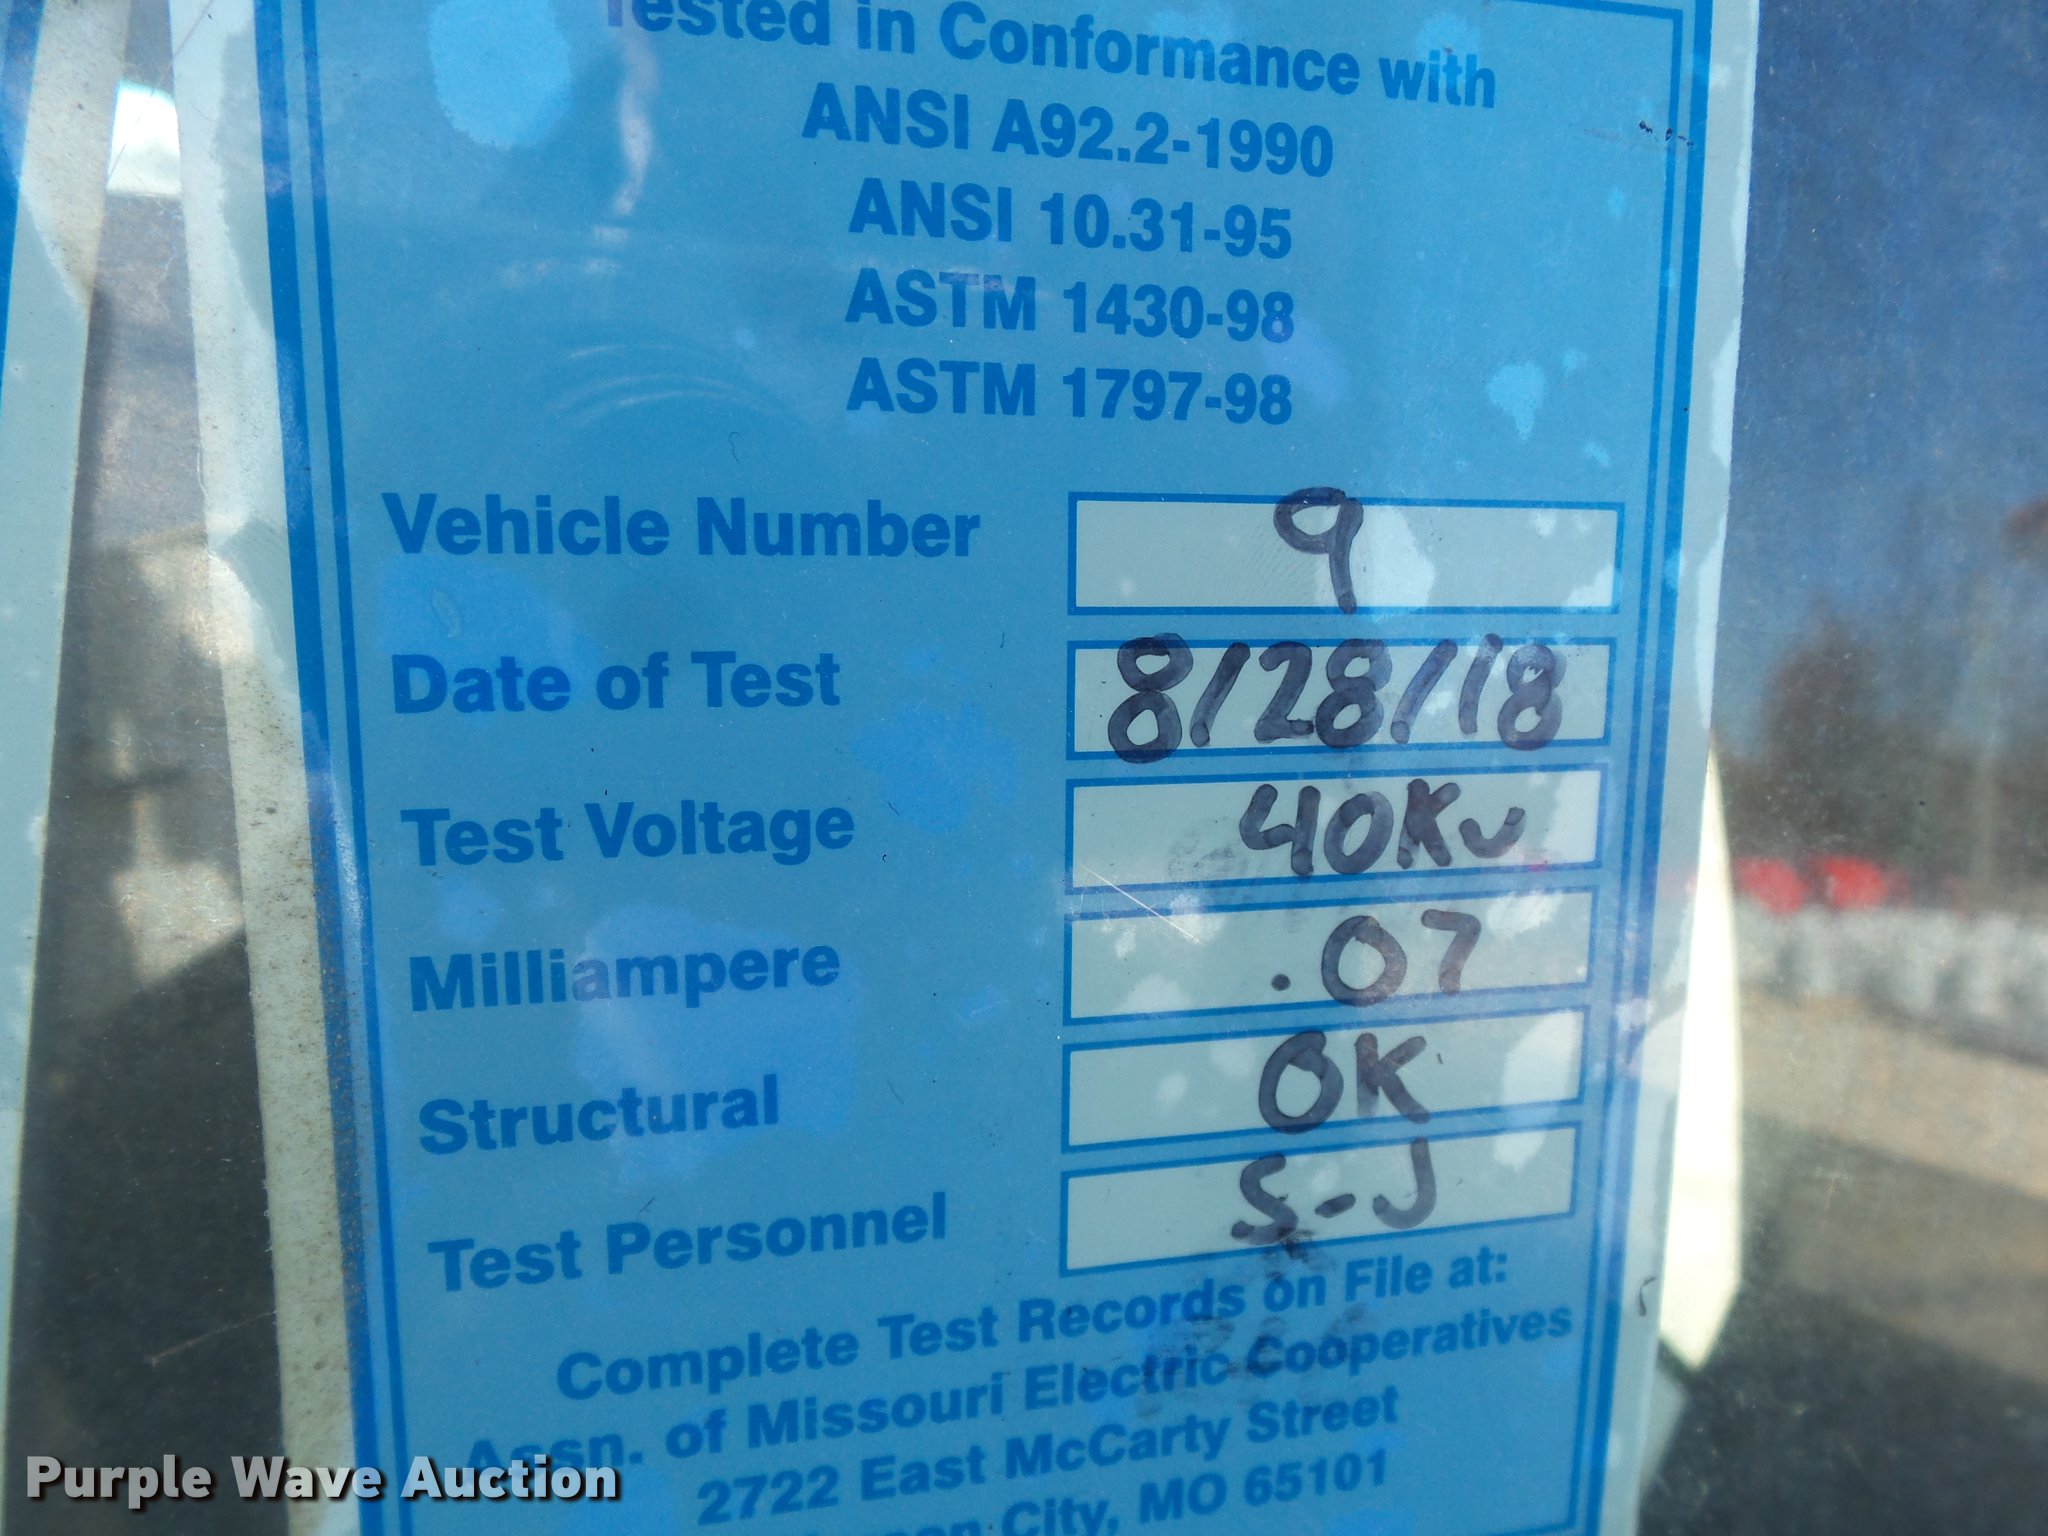 Tested in Conformance with
ANSI A92.2-1990
ANSI 10.31-95
ASTM 1430-98
ASTM 1797-98
Vehicle Number 9
Date of Test 8/28/18
Test Voltage 40Kv
Milliampere .07
Structural OK
Test Personnel S-J
Complete Test Records on File at:
Assn. of Missouri Electric Cooperatives
2722 East McCarty Street
City, MO 65101
Purple Wave Auction